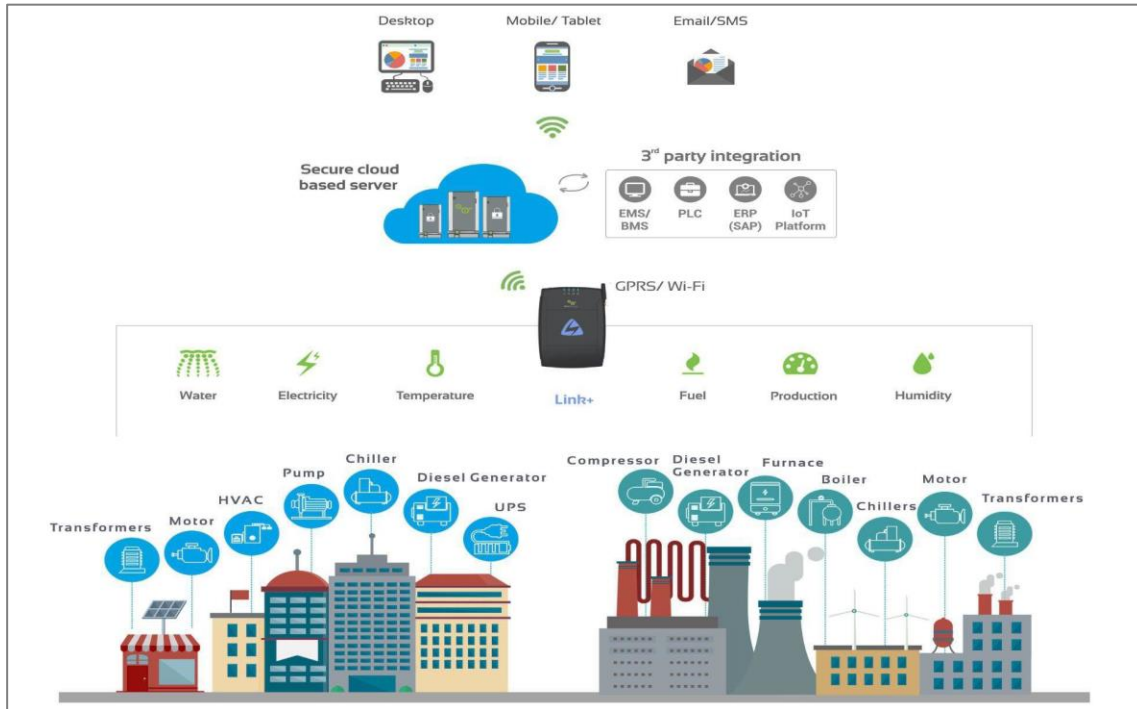 Desktop
Mobile/ Tablet
Email/SMS
Secure cloud
based server
3rd party integration
EMS/
BMS
PLC
ERP
(SAP)
IoT
Platform
GPRS/ Wi-Fi
Water
Electricity
Temperature
Link+
Fuel
Production
Humidity
Transformers
Motor
HVAC
Pump
Chiller
Diesel Generator
UPS
Compressor
Diesel
Generator
Furnace
Boiler
Chillers
Motor
Transformers